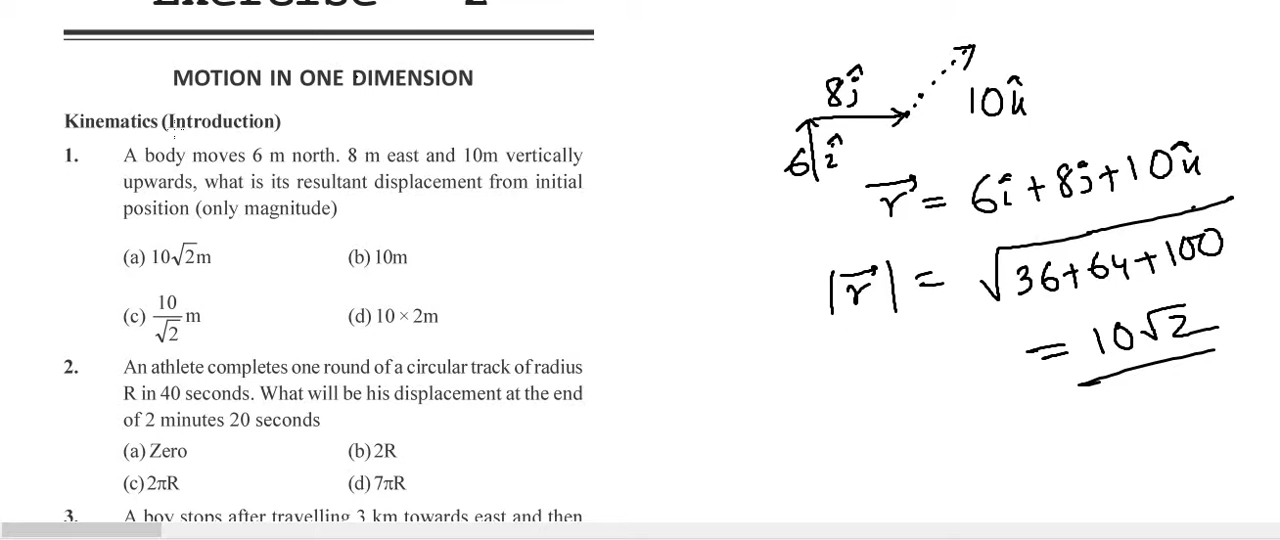 MOTION IN ONE DIMENSION
Kinematics (Introduction)
1. A body moves 6 m north. 8 m east and 10m vertically
upwards, what is its resultant displacement from initial
position (only magnitude)
(a) 10√2m (b) 10m
(c) 10/√2 m (d) 10 × 2m
2. An athlete completes one round of a circular track of radius
R in 40 seconds. What will be his displacement at the end
of 2 minutes 20 seconds
(a) Zero (b) 2R
(c) 2πR (d) 7πR
3. A boy stops after travelling 3 km towards east and then
8ĵ
10k̂
6 î
r⃗ = 6î + 8ĵ + 10k̂
|r⃗| = √36+64+100
= 10√2